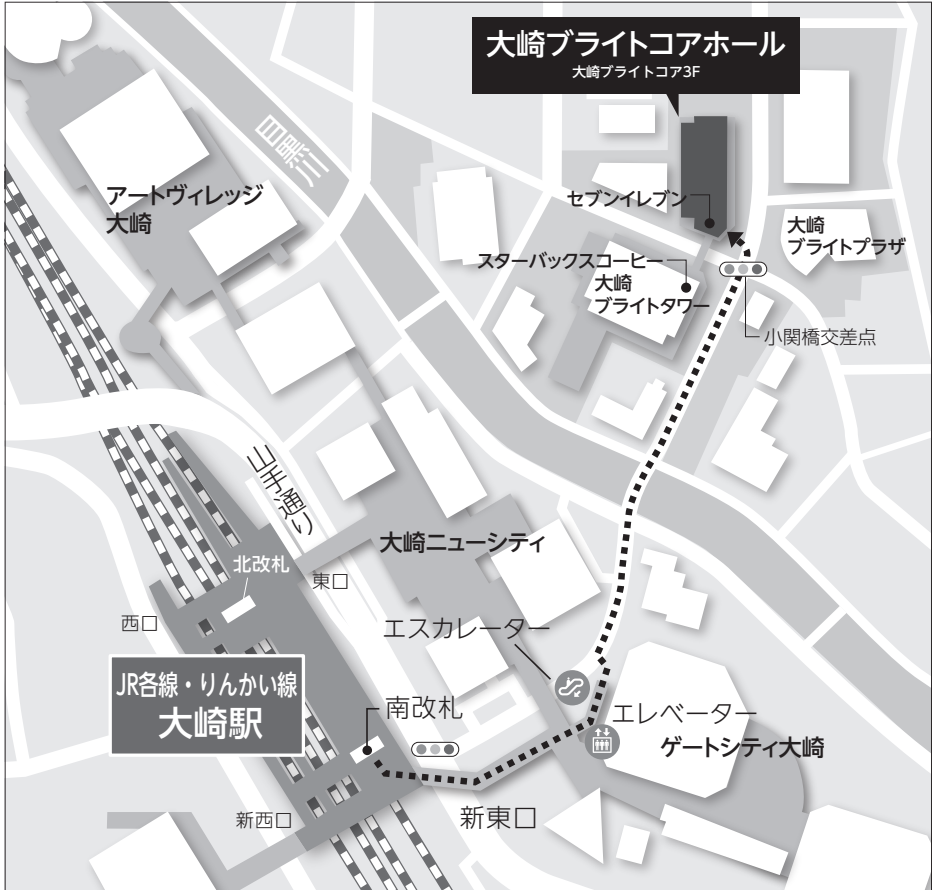 大崎ブライトコアホール
大崎ブライトコア3F
目黒川
アートヴィレッジ
大崎
セブンイレブン
大崎
ブライトプラザ
スターバックスコーヒー
大崎
ブライトタワー
小関橋交差点
山手通り
大崎ニューシティ
北改札
東口
西口
エスカレーター
JR各線・りんかい線
大崎駅
南改札
エレベーター
ゲートシティ大崎
新西口
新東口